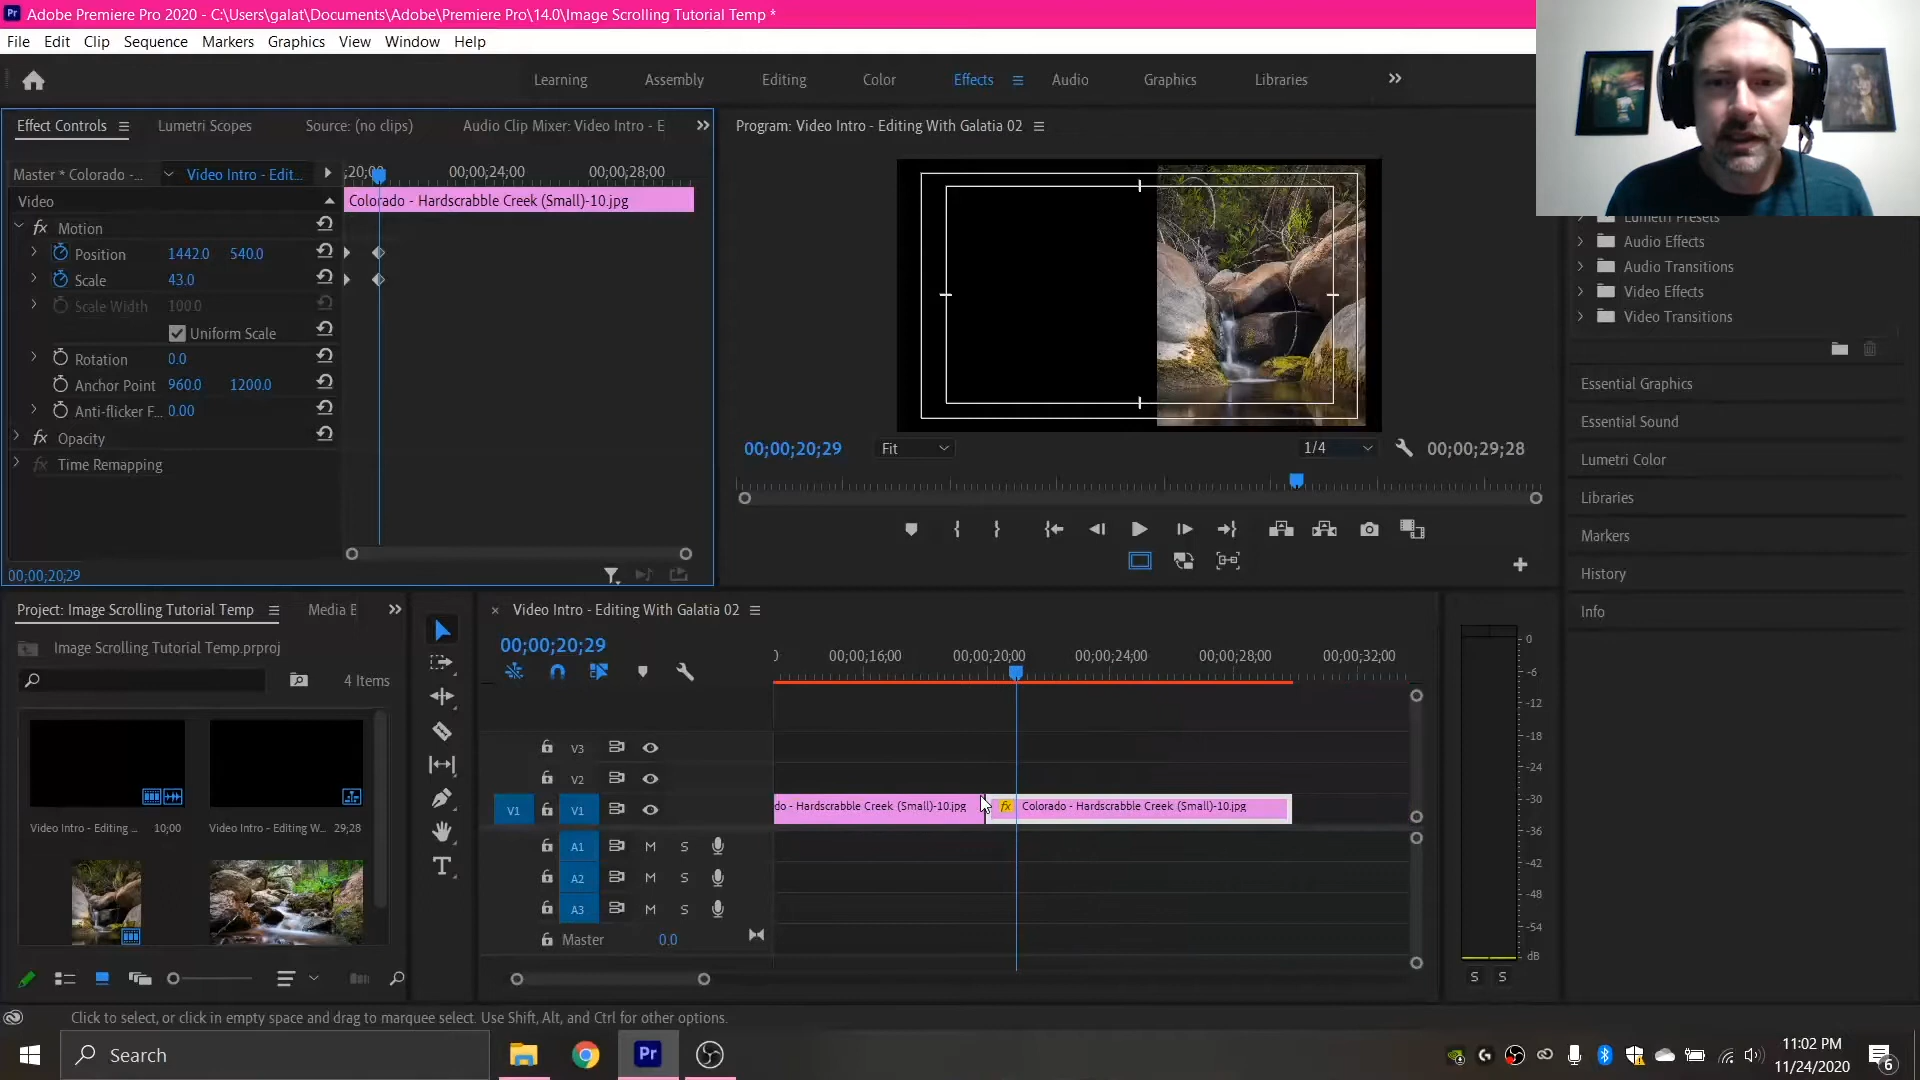 Adobe Premiere Pro 2020 - C:\Users\galat\Documents\Adobe\Premiere Pro\14.0\Image Scrolling Tutorial Temp *
File Edit Clip Sequence Markers Graphics View Window Help
Learning Assembly Editing Color Effects Audio Graphics Libraries
Effect Controls Lumetri Scopes Source: (no clips) Audio Clip Mixer: Video Intro - E
Program: Video Intro - Editing With Galatia 02
Master * Colorado -... Video Intro - Edit...
;20;00 00;00;24;00 00;00;28;00
Video
Colorado - Hardscrabble Creek (Small)-10.jpg
fx Motion
Position 1442.0 540.0
Scale 43.0
Scale Width 100.0
Uniform Scale
Rotation 0.0
Anchor Point 960.0 1200.0
Anti-flicker F... 0.00
fx Opacity
fx Time Remapping
00;00;20;29
00;00;20;29 Fit 1/4 00;00;29;28
Lumetri Presets
Audio Effects
Audio Transitions
Video Effects
Video Transitions
Essential Graphics
Essential Sound
Lumetri Color
Libraries
Markers
History
Info
Project: Image Scrolling Tutorial Temp Media E
Image Scrolling Tutorial Temp.prproj
4 Items
Video Intro - Editing ... 10;00
Video Intro - Editing W... 29;28
× Video Intro - Editing With Galatia 02
00;00;20;29
0 00;00;16;00 00;00;20;00 00;00;24;00 00;00;28;00 00;00;32;00
V3
V2
V1 V1
do - Hardscrabble Creek (Small)-10.jpg
fx Colorado - Hardscrabble Creek (Small)-10.jpg
A1 M S
A2 M S
A3 M S
Master 0.0
0
-6
-12
-18
-24
-30
-36
-42
-48
-54
dB
S S
Click to select, or click in empty space and drag to marquee select. Use Shift, Alt, and Ctrl for other options.
Search
Pr
11:02 PM
11/24/2020
6